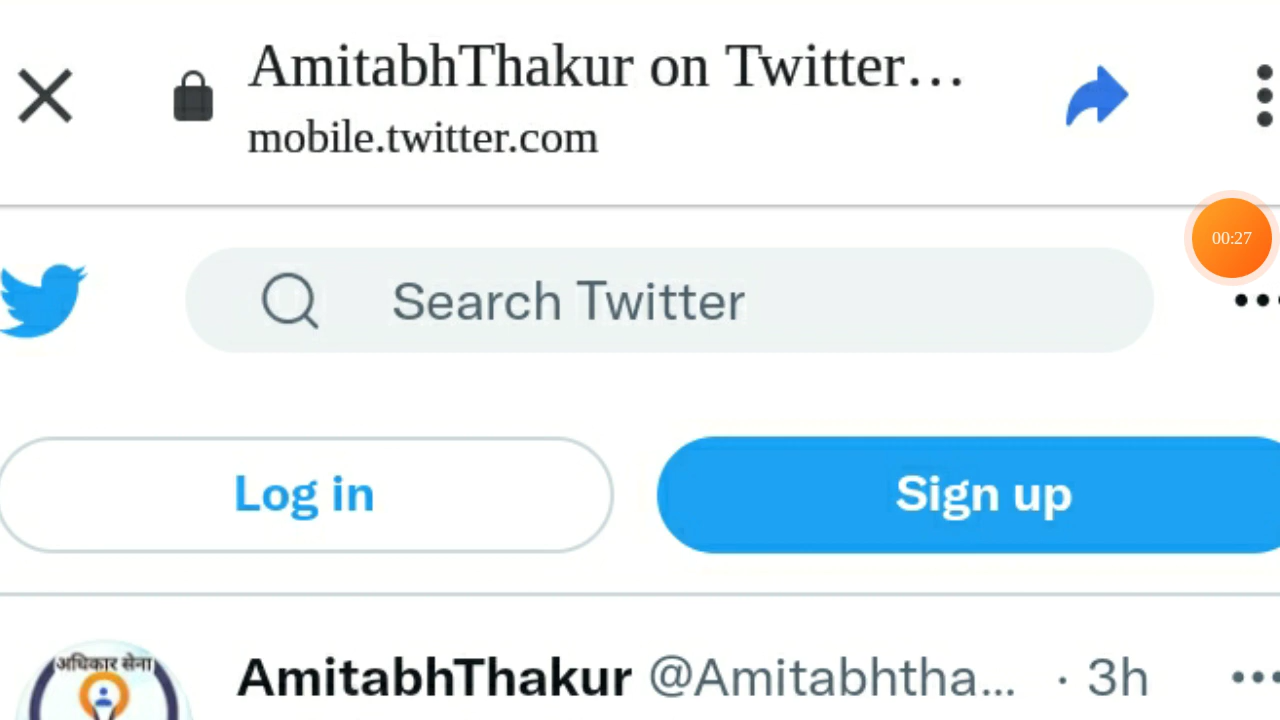 AmitabhThakur on Twitter…
mobile.twitter.com
00:27
Search Twitter
Log in
Sign up
अधिकार सेना
AmitabhThakur @Amitabhtha... · 3h